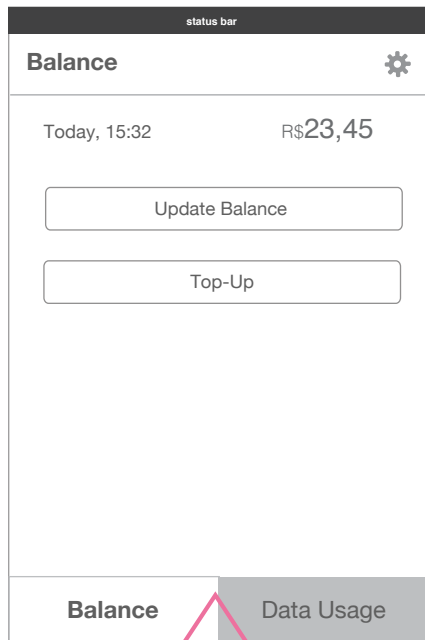 status bar
Balance
Today, 15:32 R$23,45
Update Balance
Top-Up
Balance Data Usage